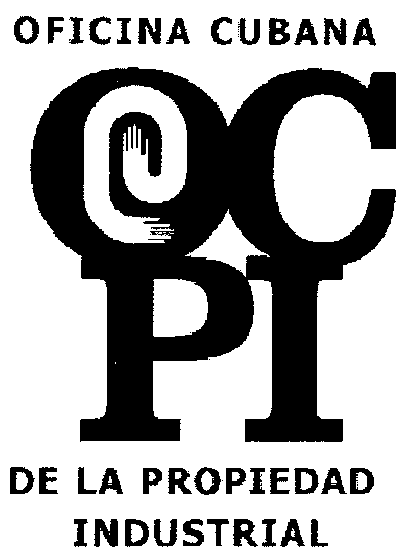 OFICINA CUBANA
OC
PI
DE LA PROPIEDAD
INDUSTRIAL